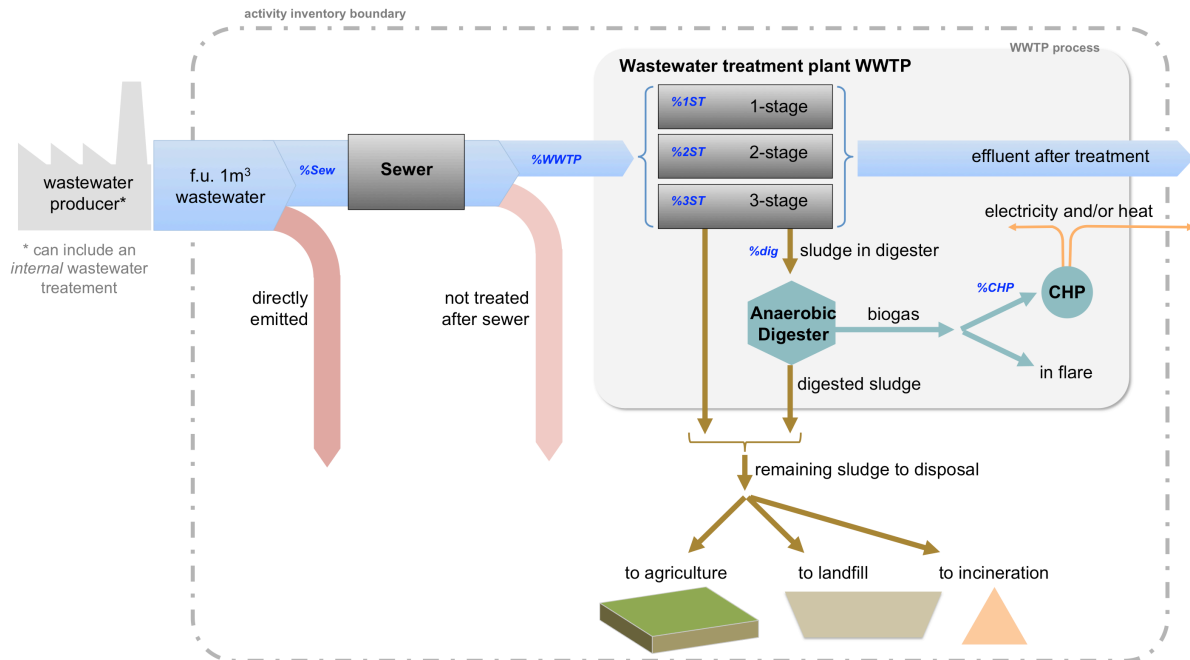 activity inventory boundary
WWTP process
Wastewater treatment plant WWTP
%1ST
1-stage
%2ST
2-stage
%3ST
3-stage
wastewater
producer*
f.u. 1m³
wastewater
%Sew
Sewer
%WWTP
effluent after treatment
* can include an
internal wastewater
treatement
directly
emitted
not treated
after sewer
%dig
sludge in digester
electricity and/or heat
Anaerobic
Digester
biogas
%CHP
CHP
in flare
digested sludge
remaining sludge to disposal
to agriculture
to landfill
to incineration